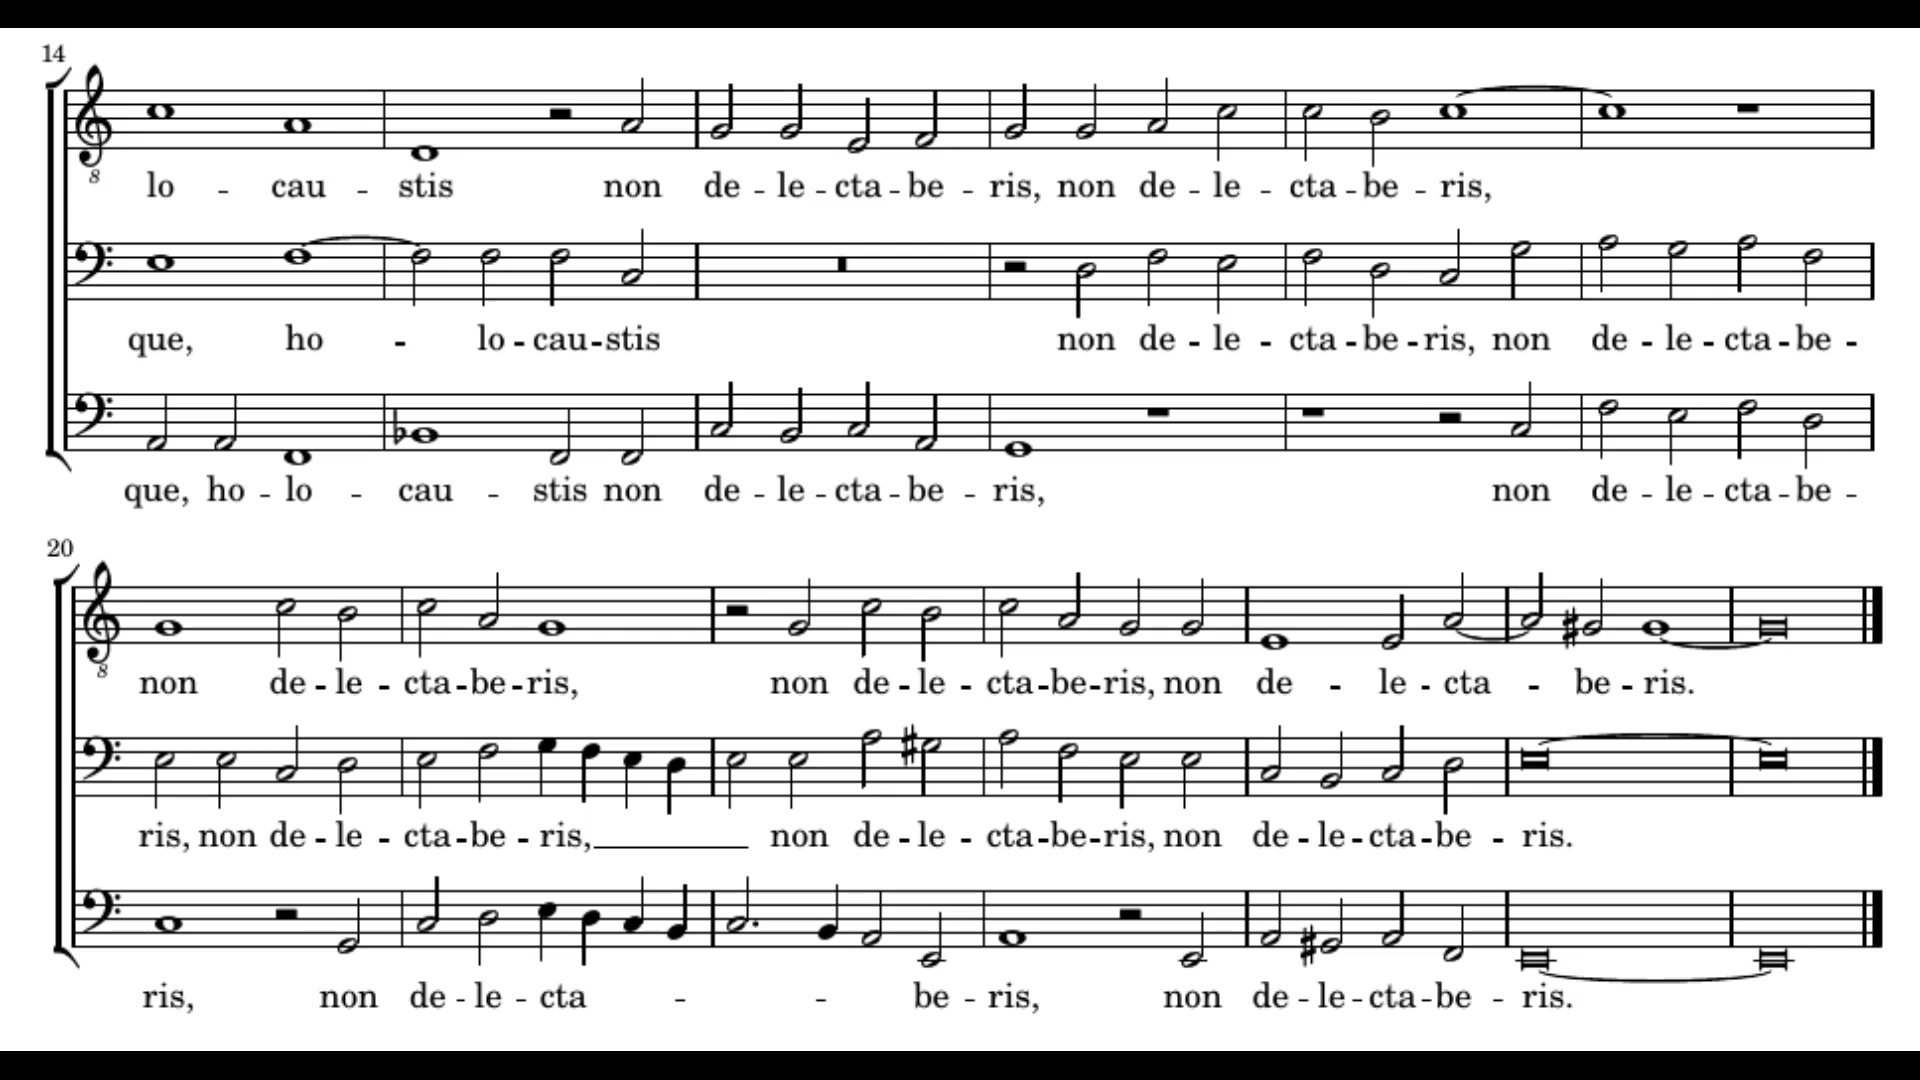 14
8
lo - cau - stis non de - le - cta - be - ris, non de - le - cta - be - ris,
que, ho - lo - cau - stis non de - le - cta - be - ris, non de - le - cta - be -
que, ho - lo - cau - stis non de - le - cta - be - ris, non de - le - cta - be -
20
8
non de - le - cta - be - ris, non de - le - cta - be - ris, non de - le - cta - be - ris.
ris, non de - le - cta - be - ris,_____ non de - le - cta - be - ris, non de - le - cta - be - ris.
ris, non de - le - cta - - - be - ris, non de - le - cta - be - ris.